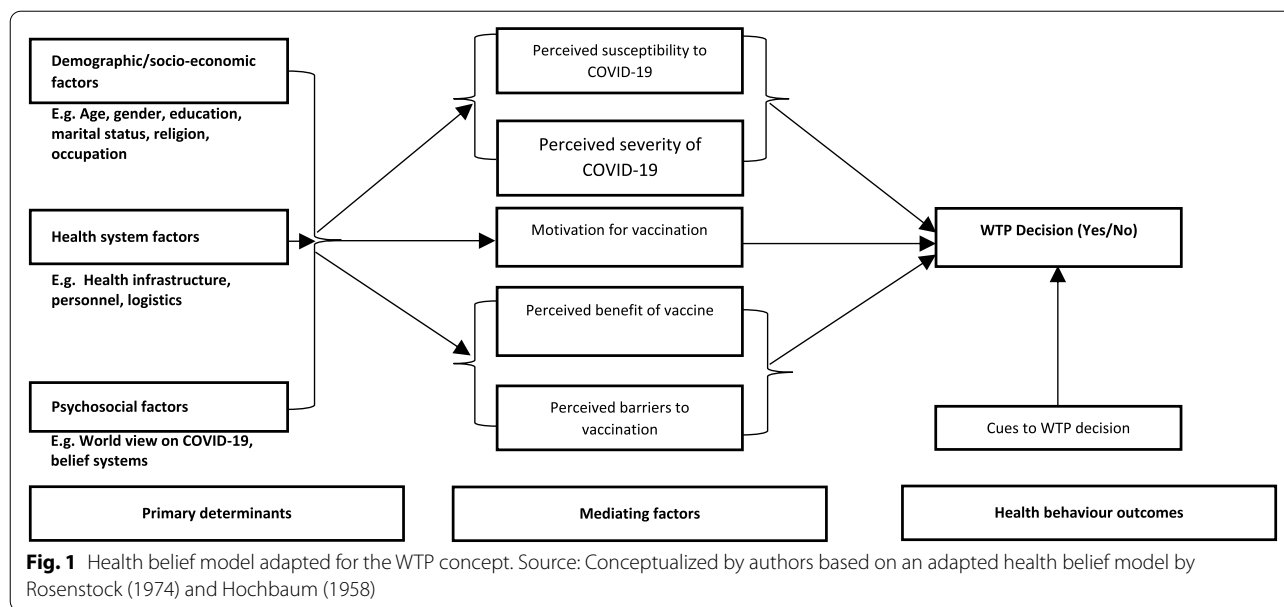 Demographic/socio-economic
factors
E.g. Age, gender, education,
marital status, religion,
occupation
Health system factors
E.g. Health infrastructure,
personnel, logistics
Psychosocial factors
E.g. World view on COVID-19,
belief systems
Primary determinants
Perceived susceptibility to
COVID-19
Perceived severity of
COVID-19
Motivation for vaccination
Perceived benefit of vaccine
Perceived barriers to
vaccination
Mediating factors
WTP Decision (Yes/No)
Cues to WTP decision
Health behaviour outcomes
Fig. 1 Health belief model adapted for the WTP concept. Source: Conceptualized by authors based on an adapted health belief model by
Rosenstock (1974) and Hochbaum (1958)